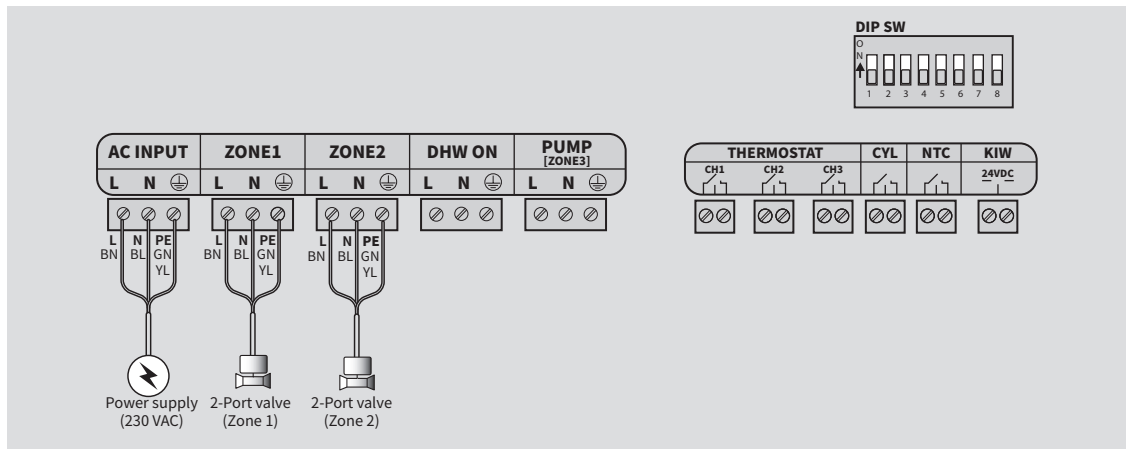 DIP SW
O
N
1 2 3 4 5 6 7 8
AC INPUT ZONE1 ZONE2 DHW ON PUMP
[ZONE3]
L N L N L N L N
THERMOSTAT CYL NTC KIW
CH1 CH2 CH3 24VDC
L N PE L N PE L N PE
BN BL GN BN BL GN BN BL GN
YL YL YL
Power supply 2-Port valve 2-Port valve
(230 VAC) (Zone 1) (Zone 2)